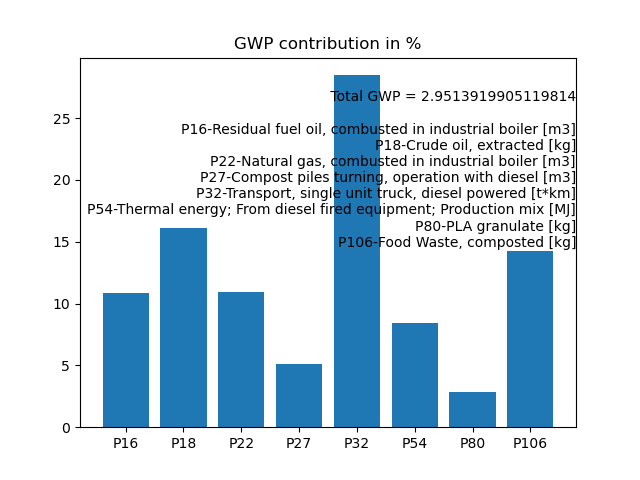 GWP contribution in %
Total GWP = 2.9513919905119814
P16-Residual fuel oil, combusted in industrial boiler [m3]
P18-Crude oil, extracted [kg]
P22-Natural gas, combusted in industrial boiler [m3]
P27-Compost piles turning, operation with diesel [m3]
P32-Transport, single unit truck, diesel powered [t*km]
P54-Thermal energy; From diesel fired equipment; Production mix [MJ]
P80-PLA granulate [kg]
P106-Food Waste, composted [kg]
25
20
15
10
5
0
P16 P18 P22 P27 P32 P54 P80 P106